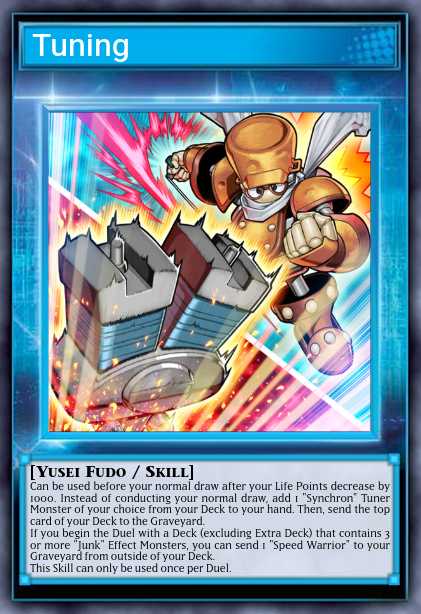 Tuning
[Yusei Fudo / Skill]
Can be used before your normal draw after your Life Points decrease by
1000. Instead of conducting your normal draw, add 1 "Synchron" Tuner
Monster of your choice from your Deck to your hand. Then, send the top
card of your Deck to the Graveyard.
If you begin the Duel with a Deck (excluding Extra Deck) that contains 3
or more "Junk" Effect Monsters, you can send 1 "Speed Warrior" to your
Graveyard from outside of your Deck.
This Skill can only be used once per Duel.